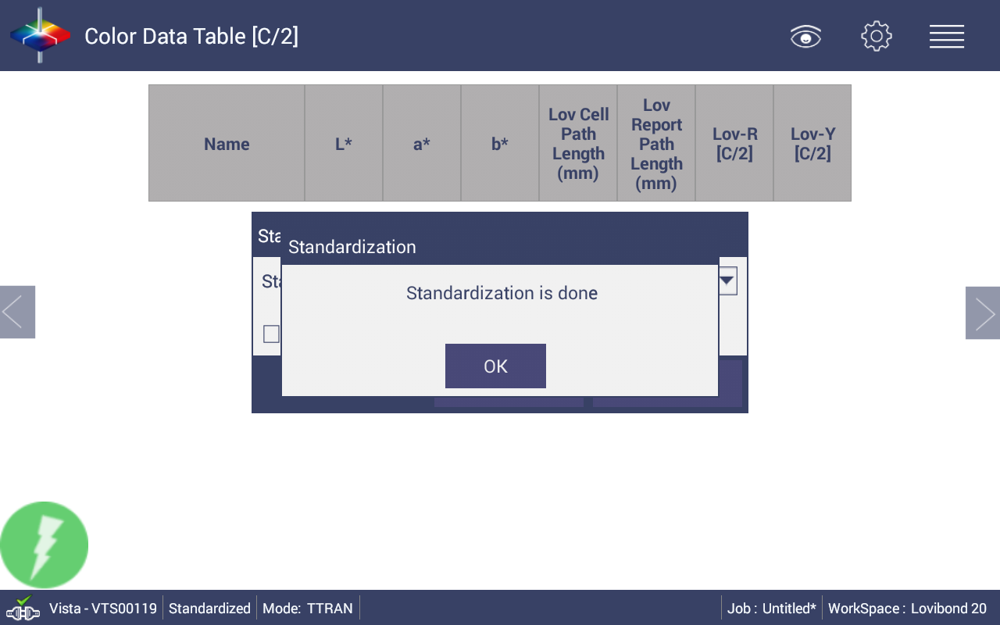 Color Data Table [C/2]
Name
L*
a*
b*
Lov Cell
Path
Length
(mm)
Lov
Report
Path
Length
(mm)
Lov-R
[C/2]
Lov-Y
[C/2]
Sta
Standardization
Sta
Standardization is done
OK
Vista - VTS00119
Standardized
Mode: TTRAN
Job : Untitled*
WorkSpace : Lovibond 20